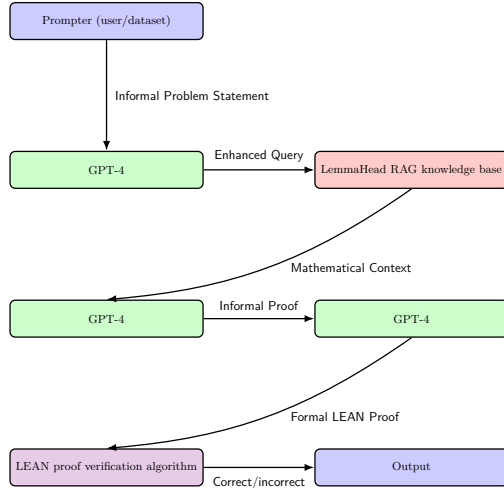 Prompter (user/dataset)
Informal Problem Statement
Enhanced Query
GPT-4
LemmaHead RAG knowledge base
Mathematical Context
Informal Proof
GPT-4
GPT-4
Formal LEAN Proof
LEAN proof verification algorithm
Output
Correct/incorrect